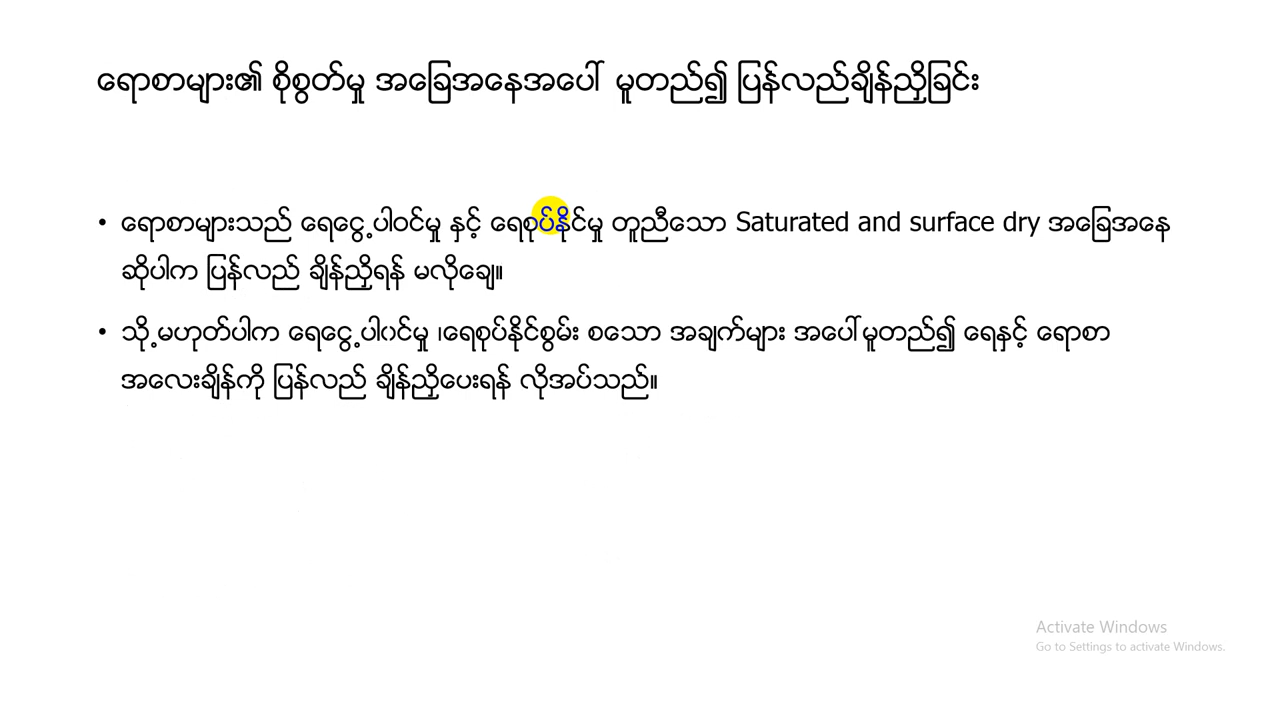 ရောစာများ၏ စိုစွတ်မှု အခြေအနေအပေါ် မူတည်၍ ပြန်လည်ချိန်ညှိခြင်း
• ရောစာများသည် ရေငွေ့ပါဝင်မှု နှင့် ရေစုပ်နိုင်မှု တူညီသော Saturated and surface dry အခြေအနေ
ဆိုပါက ပြန်လည် ချိန်ညှိရန် မလိုချေ။
• သို့မဟုတ်ပါက ရေငွေ့ပါ၀င်မှု ၊ရေစုပ်နိုင်စွမ်း စသော အချက်များ အပေါ်မူတည်၍ ရေနှင့် ရောစာ
အလေးချိန်ကို ပြန်လည် ချိန်ညှိပေးရန် လိုအပ်သည်။
Activate Windows
Go to Settings to activate Windows.